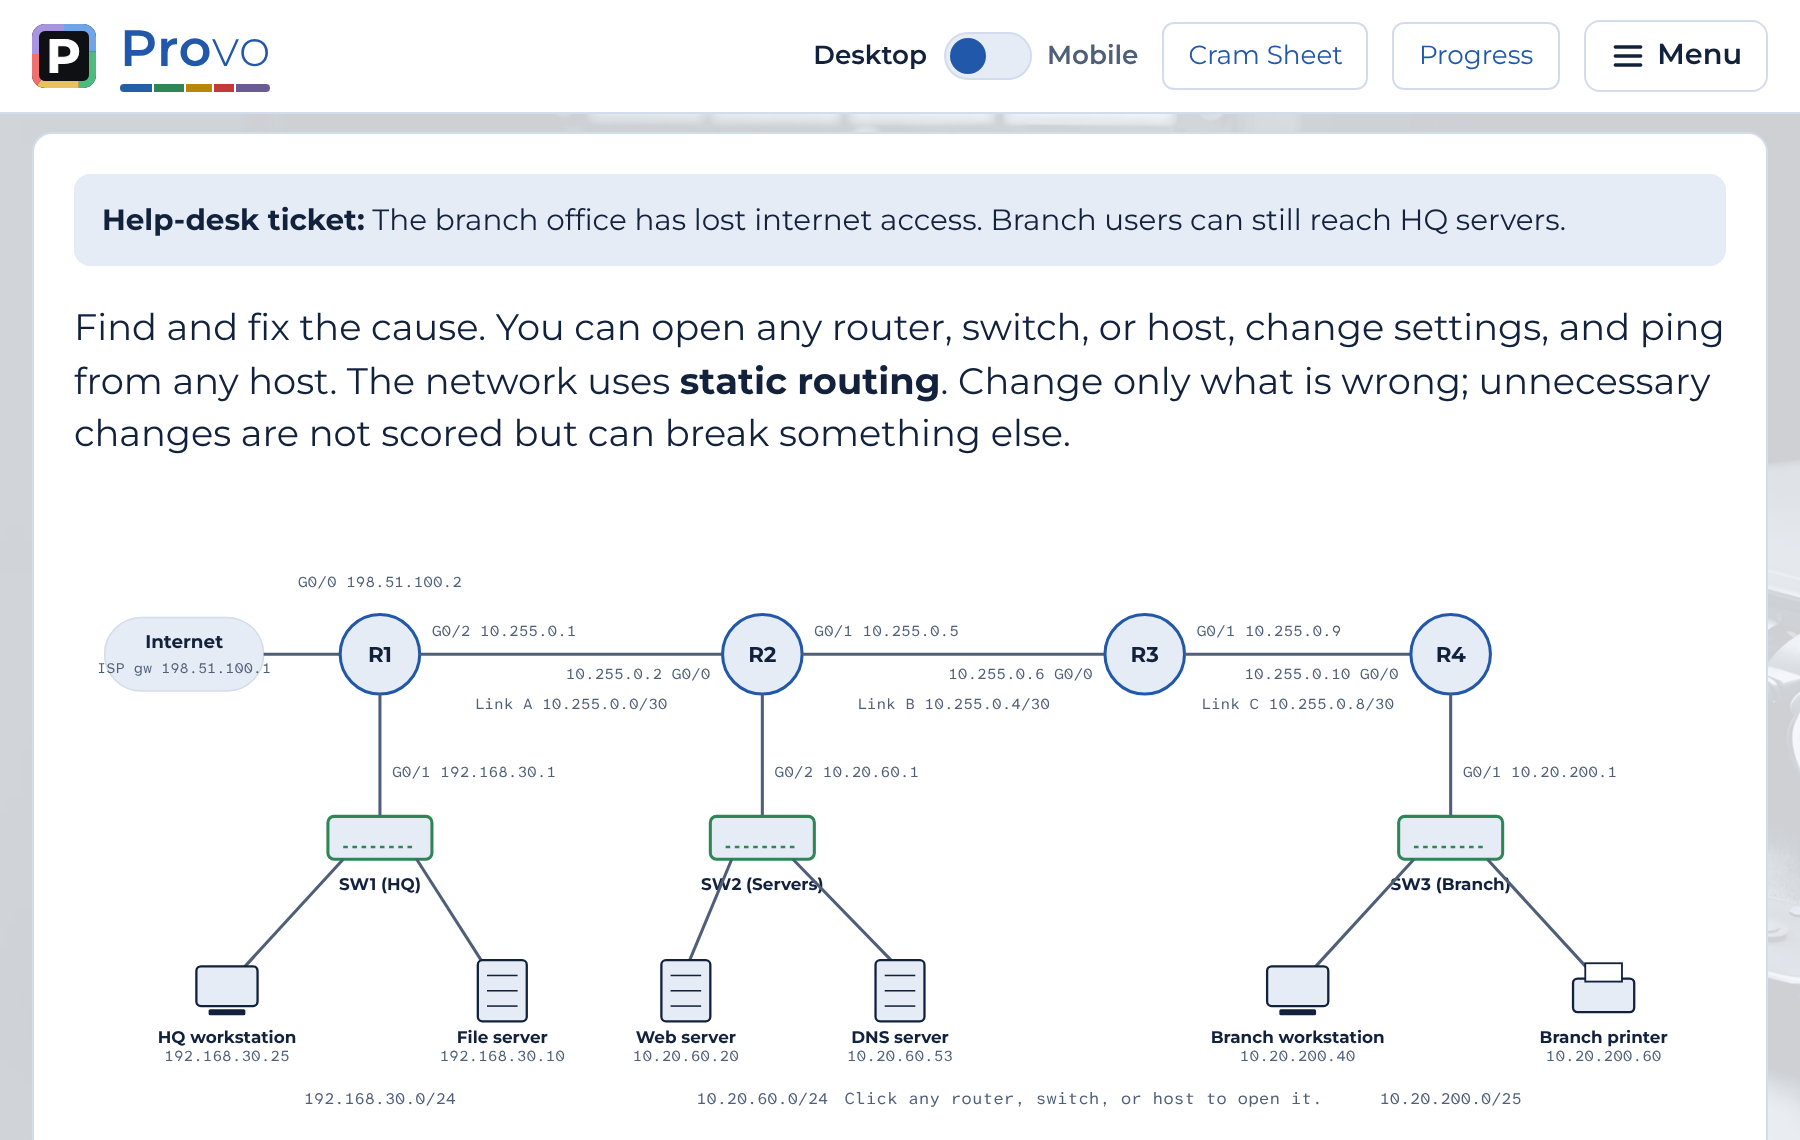 P Provo
Desktop Mobile Cram Sheet Progress Menu
Help-desk ticket: The branch office has lost internet access. Branch users can still reach HQ servers.
Find and fix the cause. You can open any router, switch, or host, change settings, and ping
from any host. The network uses static routing. Change only what is wrong; unnecessary
changes are not scored but can break something else.
G0/0 198.51.100.2
Internet
ISP gw 198.51.100.1
R1
G0/2 10.255.0.1
10.255.0.2 G0/0
Link A 10.255.0.0/30
R2
G0/1 10.255.0.5
10.255.0.6 G0/0
Link B 10.255.0.4/30
R3
G0/1 10.255.0.9
10.255.0.10 G0/0
Link C 10.255.0.8/30
R4
G0/1 192.168.30.1
G0/2 10.20.60.1
G0/1 10.20.200.1
SW1 (HQ)
SW2 (Servers)
SW3 (Branch)
HQ workstation
192.168.30.25
File server
192.168.30.10
Web server
10.20.60.20
DNS server
10.20.60.53
Branch workstation
10.20.200.40
Branch printer
10.20.200.60
192.168.30.0/24
10.20.60.0/24
Click any router, switch, or host to open it.
10.20.200.0/25